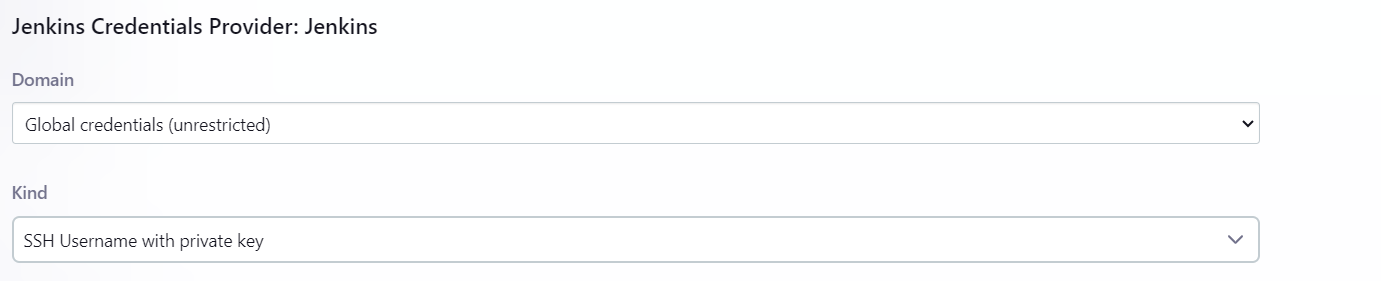 Jenkins Credentials Provider: Jenkins
Domain
Global credentials (unrestricted)
Kind
SSH Username with private key